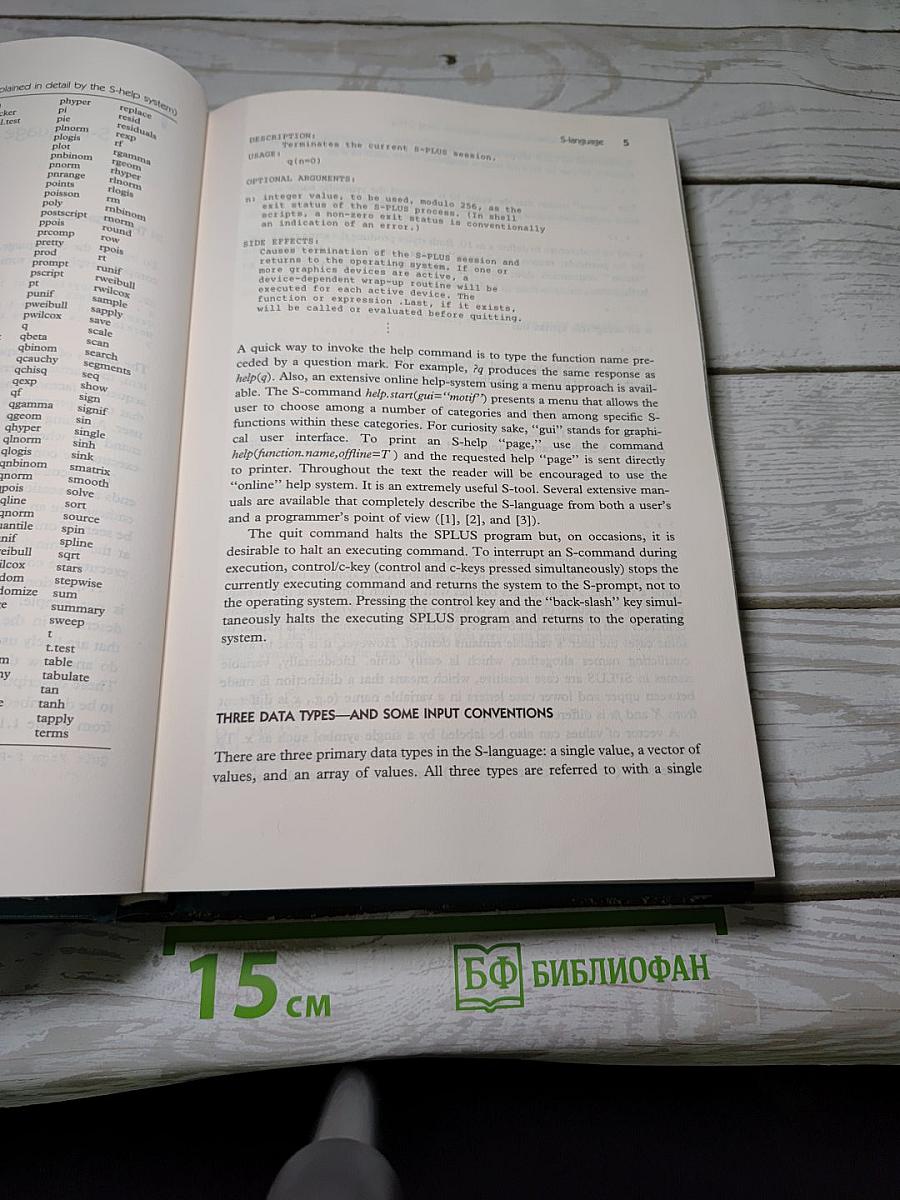 plained in detail by the S-help system)
cker
l.test
dom
domize
phyper
pi
pie
plnorm
plogis
plot
pnbinom
pnorm
pnrange
points
poisson
poly
postscript
ppois
prcomp
pretty
prod
prompt
pscript
pt
punif
pweibull
pwilcox
q
qbeta
qbinom
qcauchy
qchisq
qexp
qf
qgamma
qgeom
qhyper
qlnorm
qlogis
qnbinom
qnorm
qpois
qline
qnorm
uantile
nif
eibull
ilcox
replace
resid
residuals
rexp
rf
rgamma
rgeom
rhyper
rlnorm
rlogis
rm
rnbinom
rnorm
round
row
rpois
rt
runif
rweibull
rwilcox
sample
sapply
save
scale
scan
search
segments
seq
show
sign
signif
sin
single
sinh
sink
smatrix
smooth
solve
sort
source
spin
spline
sqrt
stars
stepwise
sum
summary
sweep
t
t.test
table
tabulate
tan
tanh
tapply
terms
S-language 5
DESCRIPTION:
Terminates the current S-PLUS session.
USAGE:
q(n=0)
OPTIONAL ARGUMENTS:
n: integer value, to be used, modulo 256, as the
exit status of the S-PLUS process. (In shell
scripts, a non-zero exit status is conventionally
an indication of an error.)
SIDE EFFECTS:
Causes termination of the S-PLUS session and
returns to the operating system. If one or
more graphics devices are active, a
device-dependent wrap-up routine will be
executed for each active device. The
function or expression .Last, if it exists,
will be called or evaluated before quitting.
⋮
A quick way to invoke the help command is to type the function name pre-
ceded by a question mark. For example, ?q produces the same response as
help(q). Also, an extensive online help-system using a menu approach is avail-
able. The S-command help.start(gui="motif") presents a menu that allows the
user to choose among a number of categories and then among specific S-
functions within these categories. For curiosity sake, "gui" stands for graphi-
cal user interface. To print an S-help "page," use the command
help(function.name,offline=T ) and the requested help "page" is sent directly
to printer. Throughout the text the reader will be encouraged to use the
"online" help system. It is an extremely useful S-tool. Several extensive man-
uals are available that completely describe the S-language from both a user's
and a programmer's point of view ([1], [2], and [3]).
The quit command halts the SPLUS program but, on occasions, it is
desirable to halt an executing command. To interrupt an S-command during
execution, control/c-key (control and c-keys pressed simultaneously) stops the
currently executing command and returns the system to the S-prompt, not to
the operating system. Pressing the control key and the "back-slash" key simul-
taneously halts the executing SPLUS program and returns to the operating
system.
THREE DATA TYPES—AND SOME INPUT CONVENTIONS
There are three primary data types in the S-language: a single value, a vector of
values, and an array of values. All three types are referred to with a single
15 СМ
БФ БИБЛИОФАН